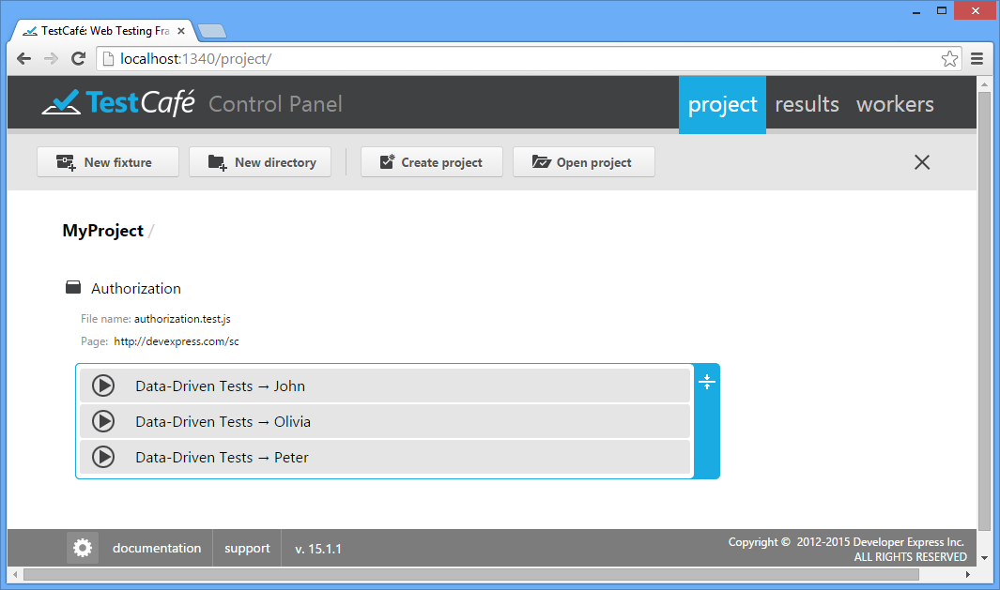 TestCafé: Web Testing Fra
localhost:1340/project/
TestCafé Control Panel project results workers
New fixture New directory Create project Open project
MyProject /
Authorization
File name: authorization.test.js
Page: http://devexpress.com/sc
Data-Driven Tests → John
Data-Driven Tests → Olivia
Data-Driven Tests → Peter
documentation support v. 15.1.1
Copyright © 2012-2015 Developer Express Inc.
ALL RIGHTS RESERVED